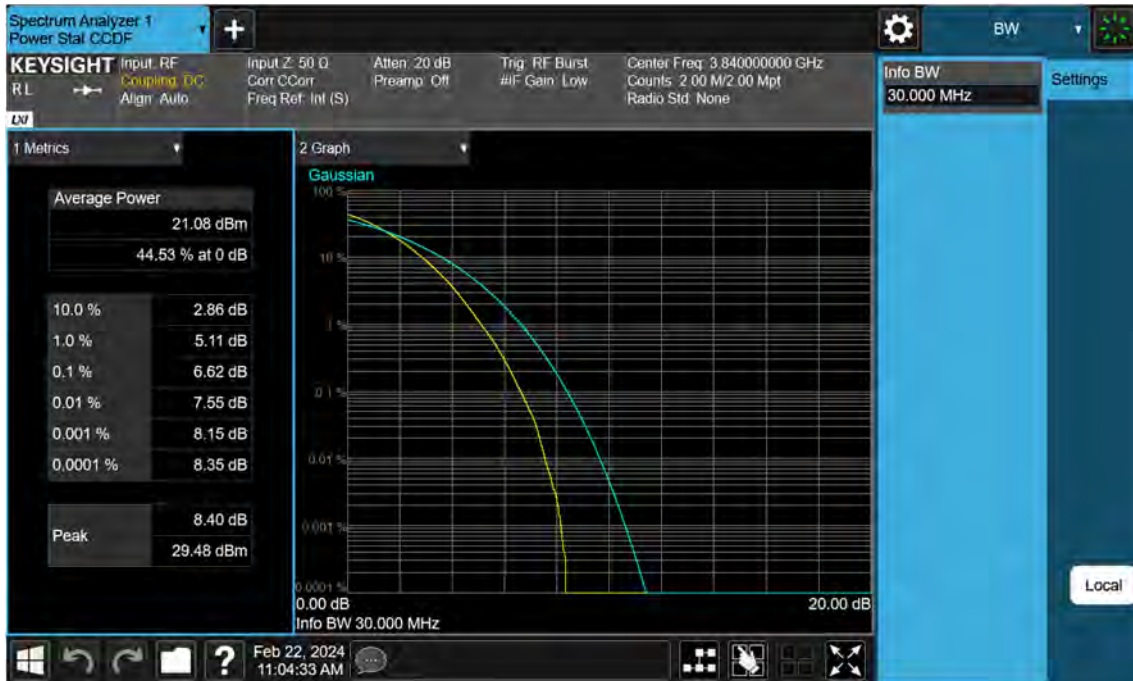 Spectrum Analyzer 1
Power Stat CCDF
+
BW
KEYSIGHT
RL
LXI
Input: RF
Coupling: DC
Align: Auto
Input Z: 50 Ω
Corr CCorr
Freq Ref: Int (S)
Atten: 20 dB
Preamp: Off
Trig: RF Burst
#IF Gain: Low
Center Freq: 3.840000000 GHz
Counts: 2.00 M/2.00 Mpt
Radio Std: None
Info BW
30.000 MHz
Settings
1 Metrics
Average Power
21.08 dBm
44.53 % at 0 dB
10.0 % 2.86 dB
1.0 % 5.11 dB
0.1 % 6.62 dB
0.01 % 7.55 dB
0.001 % 8.15 dB
0.0001 % 8.35 dB
Peak
8.40 dB
29.48 dBm
2 Graph
Gaussian
100 %
10 %
1 %
0.1 %
0.01 %
0.001 %
0.0001 %
0.00 dB 20.00 dB
Info BW 30.000 MHz
Local
?
Feb 22, 2024
11:04:33 AM